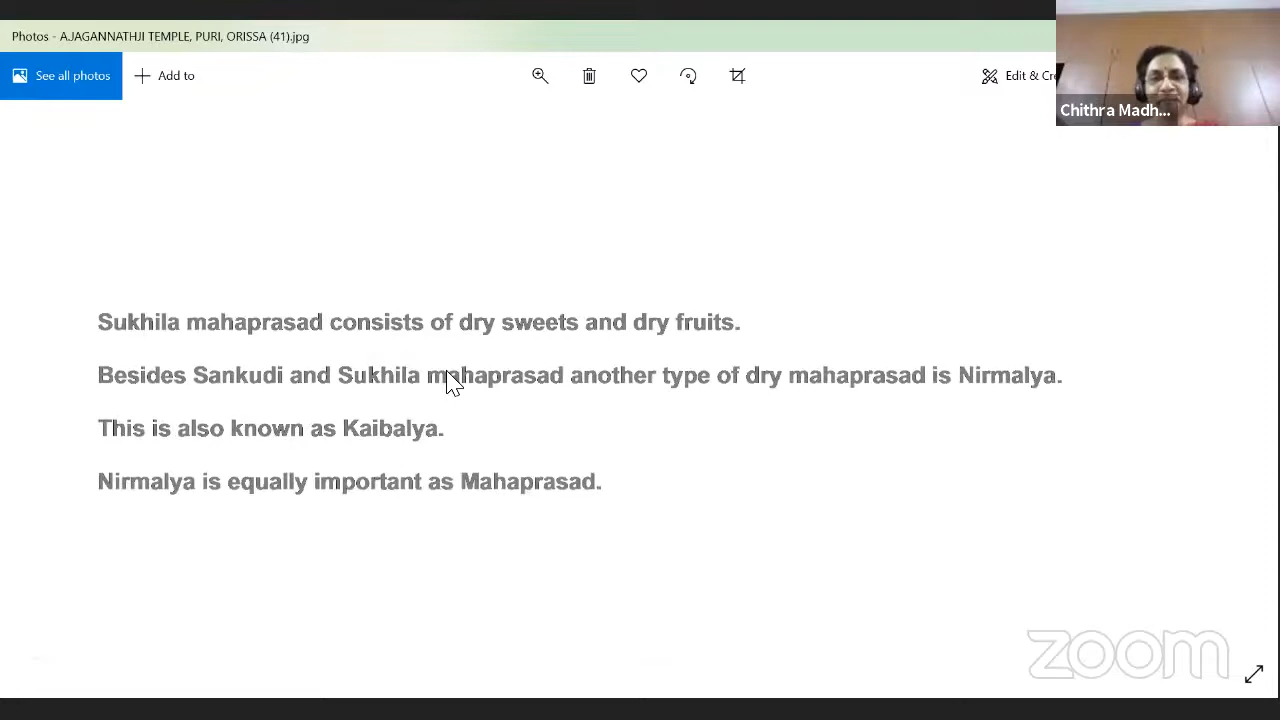 Photos - A.JAGANNATHJI TEMPLE, PURI, ORISSA (41).jpg
See all photos
Add to
Edit & Cre
Chithra Madh...
Sukhila mahaprasad consists of dry sweets and dry fruits.
Besides Sankudi and Sukhila mahaprasad another type of dry mahaprasad is Nirmalya.
This is also known as Kaibalya.
Nirmalya is equally important as Mahaprasad.
zoom